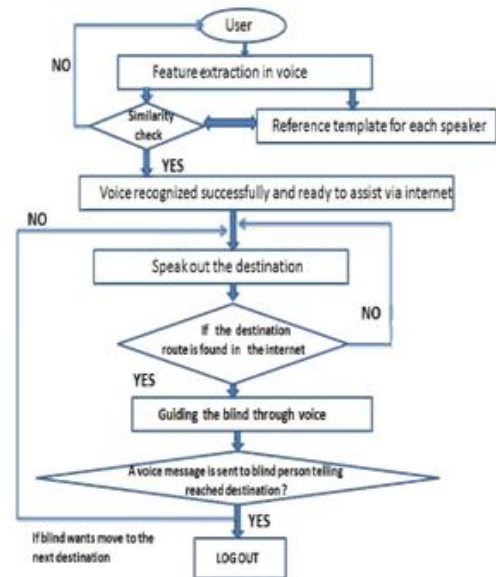 User
NO
Feature extraction in voice
Similarity
check
Reference template for each speaker
YES
Voice recognized successfully and ready to assist via internet
NO
Speak out the destination
NO
If the destination
route is found in the internet
YES
Guiding the blind through voice
A voice message is sent to blind person telling
reached destination?
YES
If blind wants move to the
next destination
LOG OUT